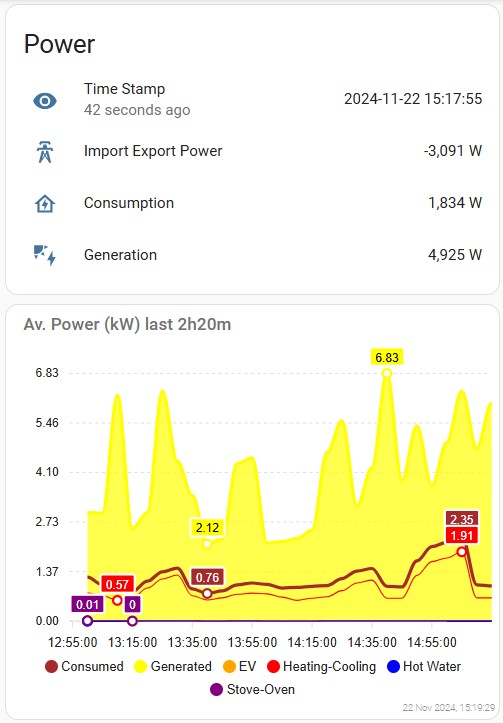 Power
Time Stamp
42 seconds ago
2024-11-22 15:17:55
Import Export Power
-3,091 W
Consumption
1,834 W
Generation
4,925 W
Av. Power (kW) last 2h20m
6.83
6.83
5.46
4.10
2.73
2.12
2.35
1.91
1.37
0.76
0.57
0.01
0
0.00
12:55:00 13:15:00 13:35:00 13:55:00 14:15:00 14:35:00 14:55:00
Consumed Generated EV Heating-Cooling Hot Water
Stove-Oven
22 Nov 2024, 15:19:29